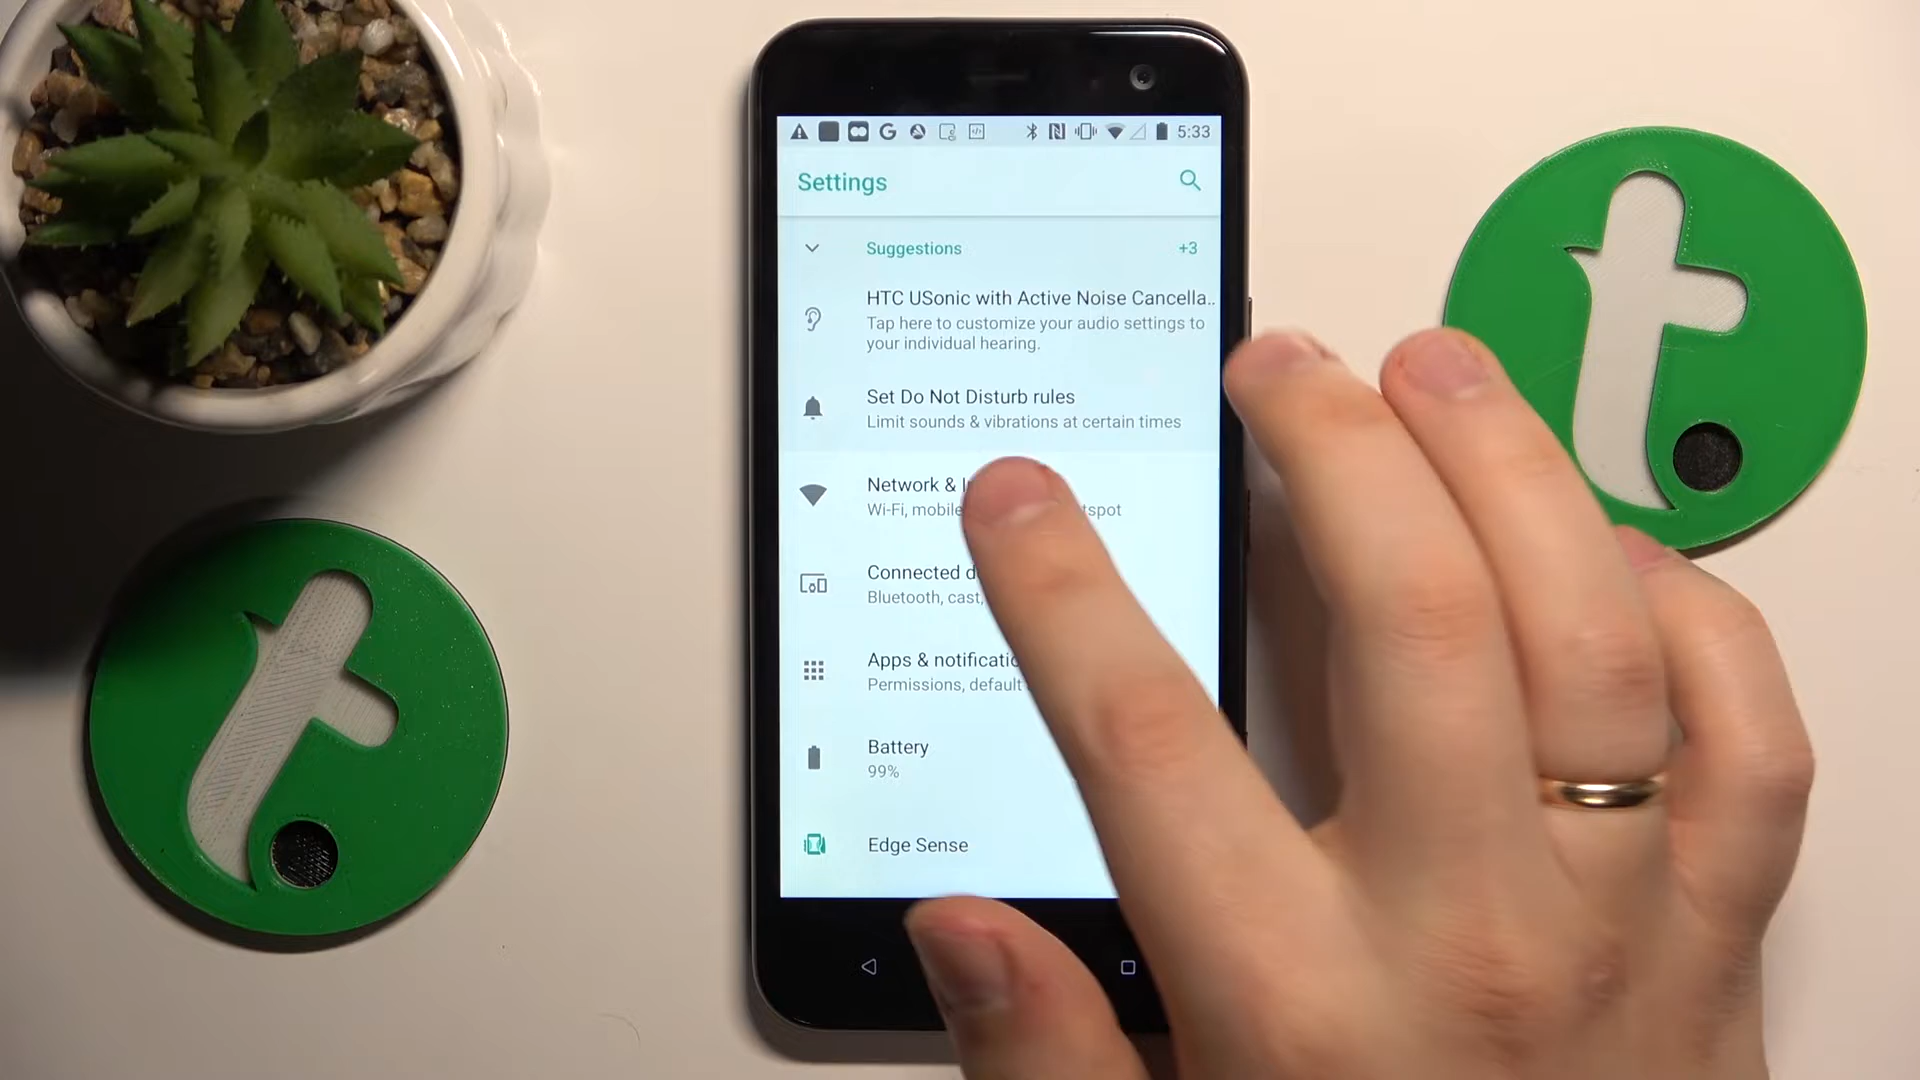 5:33
Settings
Suggestions +3
HTC USonic with Active Noise Cancella..
Tap here to customize your audio settings to
your individual hearing.
Set Do Not Disturb rules
Limit sounds & vibrations at certain times
Network &
Wi-Fi, mobile
Connected
Bluetooth, cast,
Apps &
Permissions, default
Battery
99%
Edge Sense